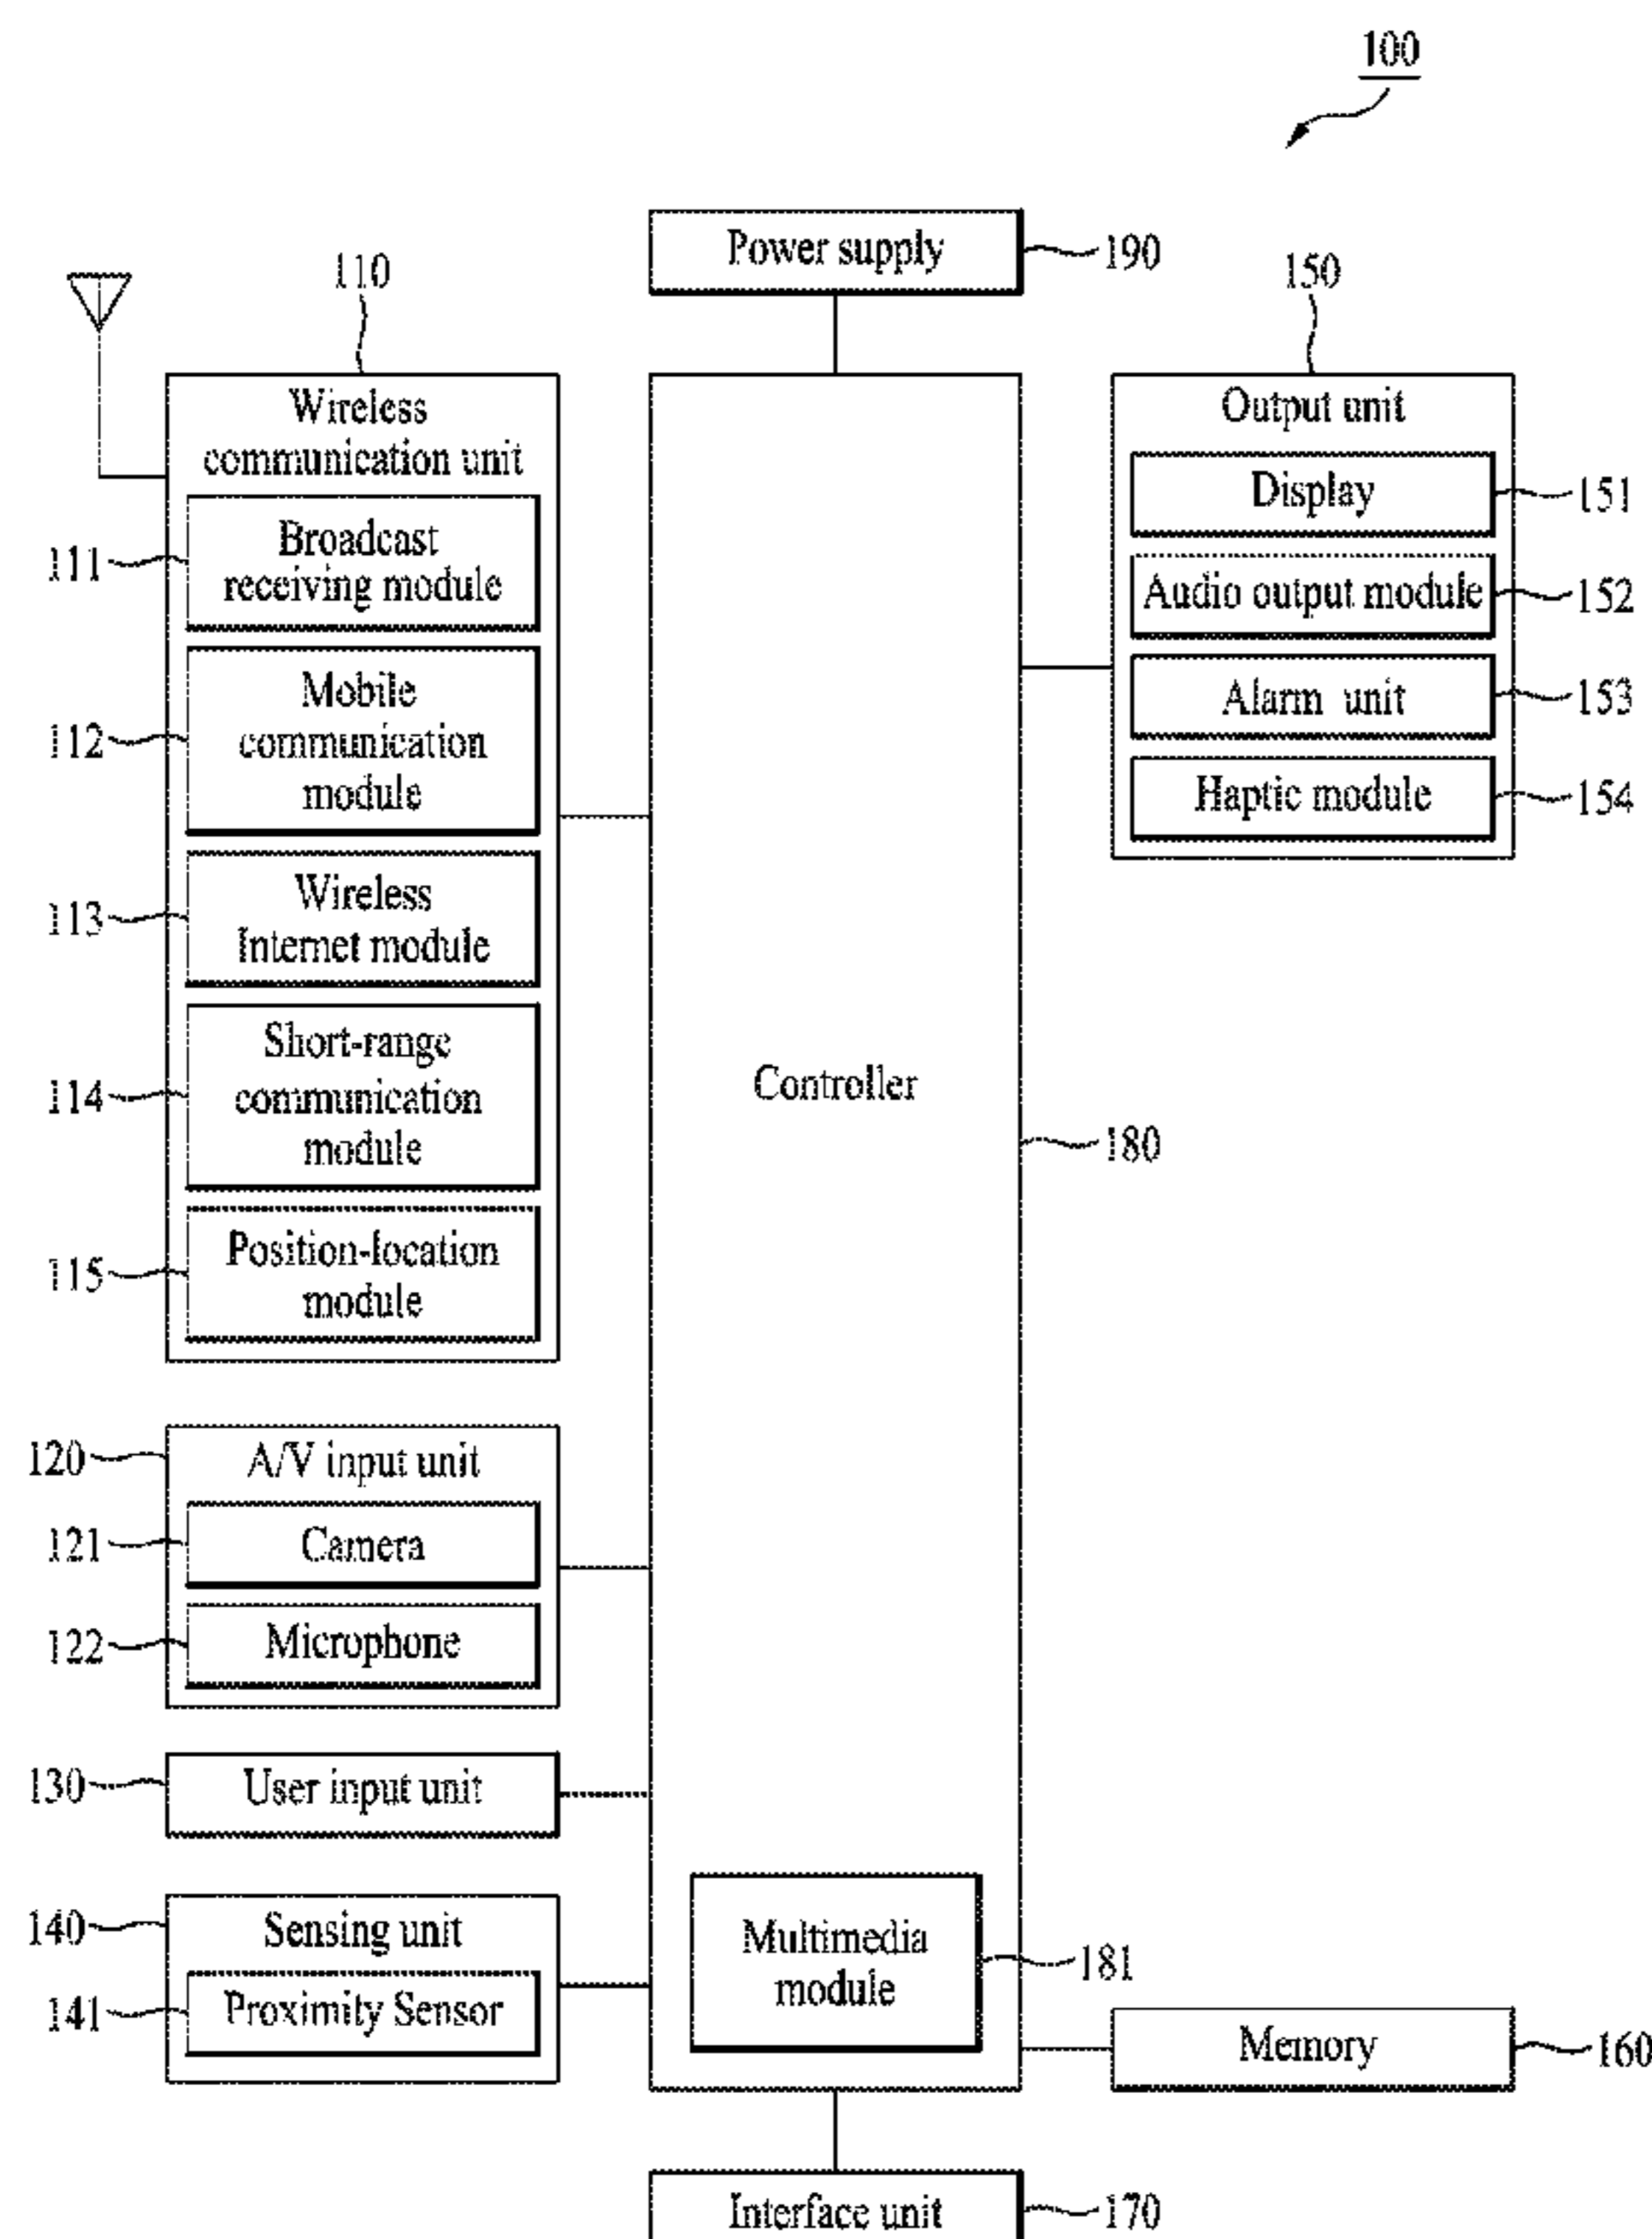 100
Power supply
190
110
150
Wireless
communication unit
Broadcast
receiving module
111
Mobile
communication
module
112
Wireless
Internet module
113
Short-range
communication
module
114
Position-location
module
115
Output unit
Display
151
Audio output module
152
Alarm unit
153
Haptic module
154
Controller
180
120
A/V input unit
121
Camera
122
Microphone
130
User input unit
140
Sensing unit
141
Proximity Sensor
Multimedia
module
181
Memory
160
Interface unit
170